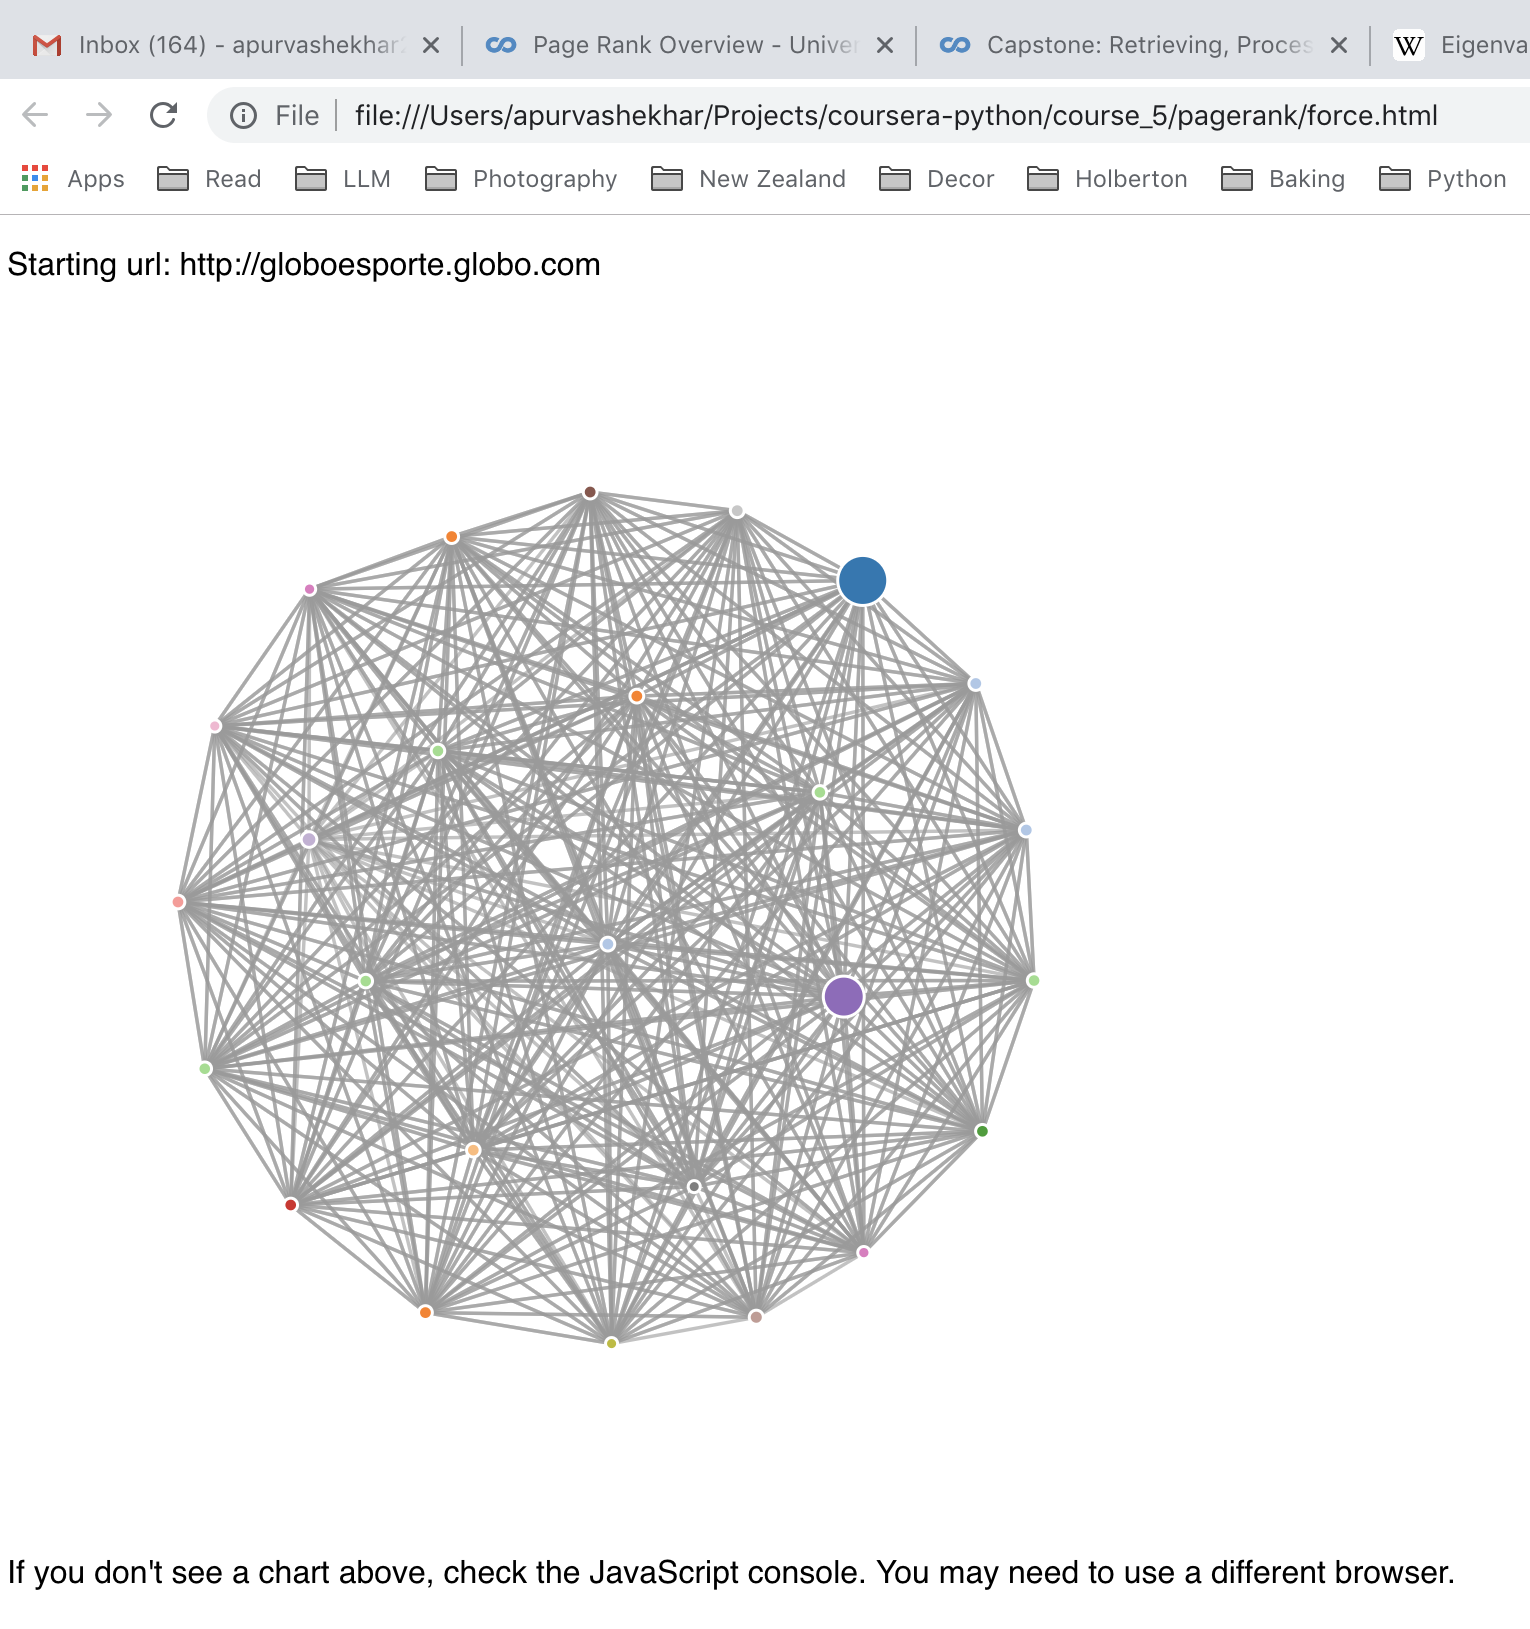 Inbox (164) - apurvashekhar
Page Rank Overview - Univer
Capstone: Retrieving, Proces
W Eigenva
File file:///Users/apurvashekhar/Projects/coursera-python/course_5/pagerank/force.html
Apps Read LLM Photography New Zealand Decor Holberton Baking Python
Starting url: http://globoesporte.globo.com
If you don't see a chart above, check the JavaScript console. You may need to use a different browser.